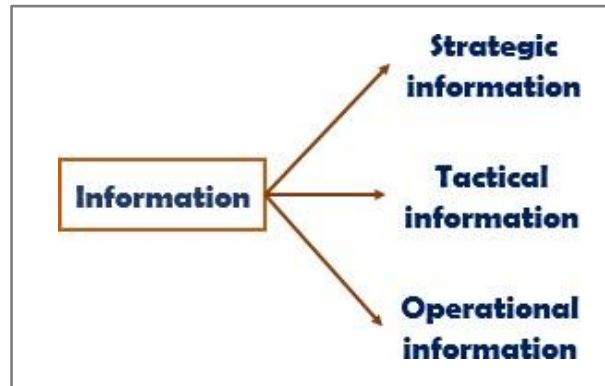 Strategic
information
Information
Tactical
information
Operational
information